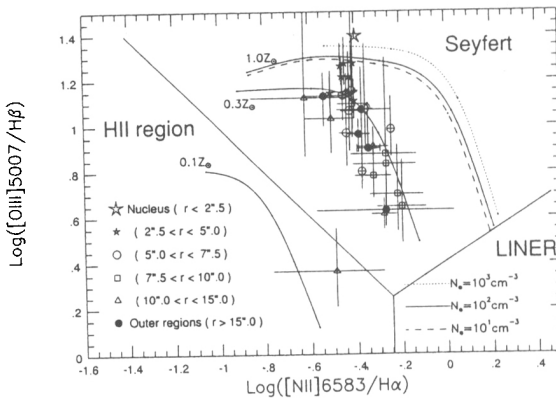 Seyfert
1.0Z⊙
0.3Z⊙
HII region
0.1Z⊙
Nucleus ( r < 2".5 )
( 2".5 < r < 5".0 )
( 5".0 < r < 7".5 )
( 7".5 < r < 10".0 )
( 10".0 < r < 15".0 )
Outer regions ( r > 15".0 )
LINER
Nₑ=10³cm⁻³
Nₑ=10²cm⁻³
Nₑ=10¹cm⁻³
1.4
1.2
1
.8
.6
.4
.2
0
-1.6
-1.4
-1.2
-1
-.8
-.6
-.4
-.2
0
.2
.4
Log([OIII]5007/Hβ)
Log([NII]6583/Hα)